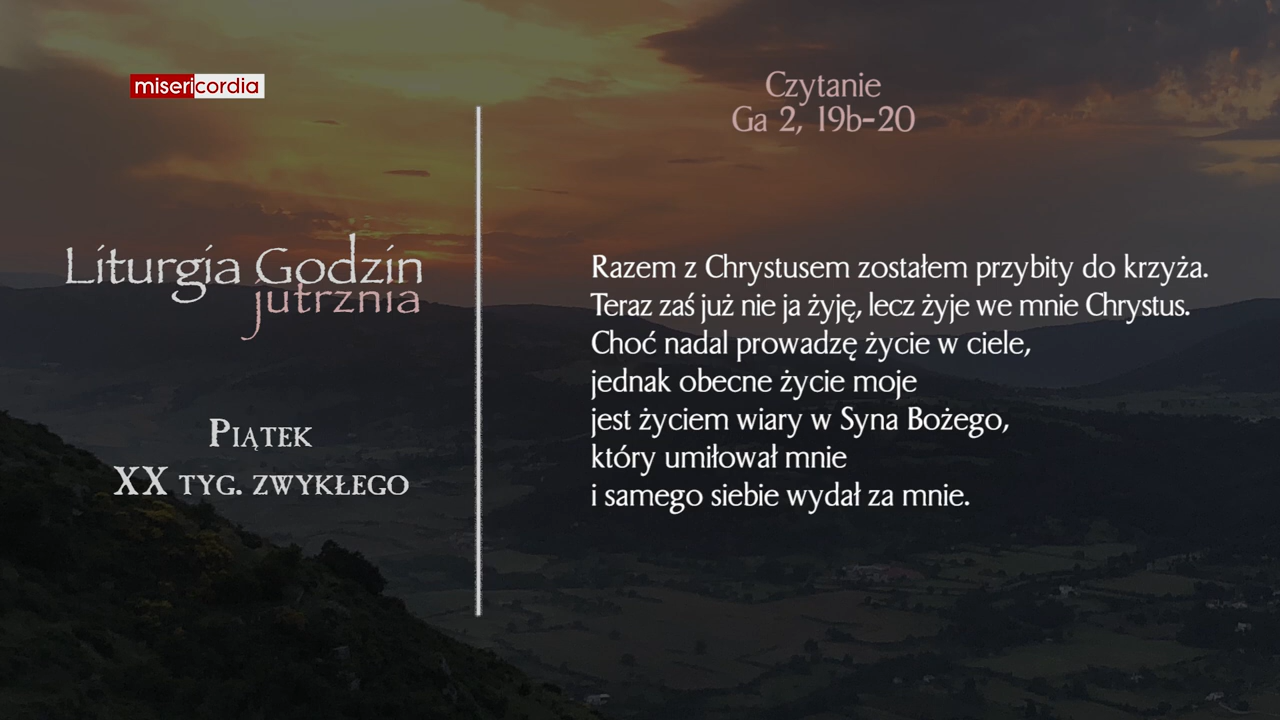 misericordia
Liturgia Godzin
jutrznia
Piątek
XX tyg. zwykłego
Czytanie
Ga 2, 19b-20
Razem z Chrystusem zostałem przybity do krzyża.
Teraz zaś już nie ja żyję, lecz żyje we mnie Chrystus.
Choć nadal prowadzę życie w ciele,
jednak obecne życie moje
jest życiem wiary w Syna Bożego,
który umiłował mnie
i samego siebie wydał za mnie.